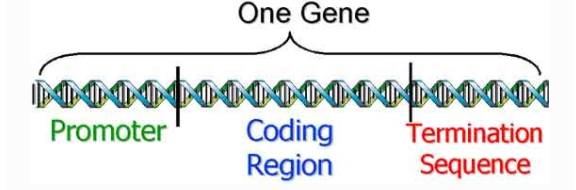 One Gene
Promoter
Coding
Region
Termination
Sequence